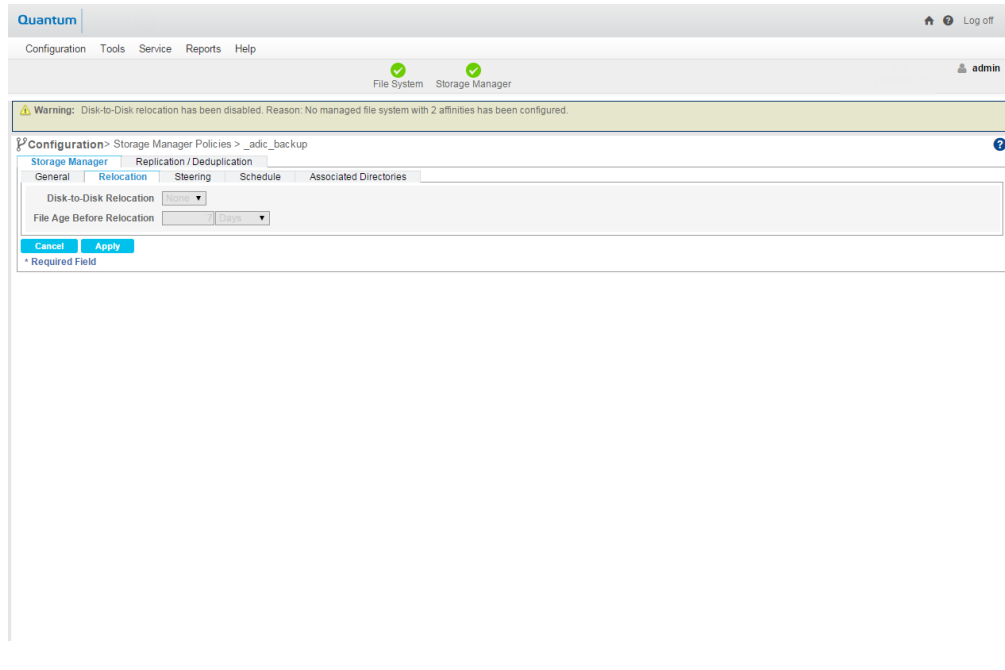 Quantum
Log off
Configuration Tools Service Reports Help
admin
File System Storage Manager
Warning: Disk-to-Disk relocation has been disabled. Reason: No managed file system with 2 affinities has been configured.
Configuration> Storage Manager Policies > _adic_backup
Storage Manager Replication / Deduplication
General Relocation Steering Schedule Associated Directories
Disk-to-Disk Relocation None
File Age Before Relocation 7 Days
Cancel Apply
* Required Field